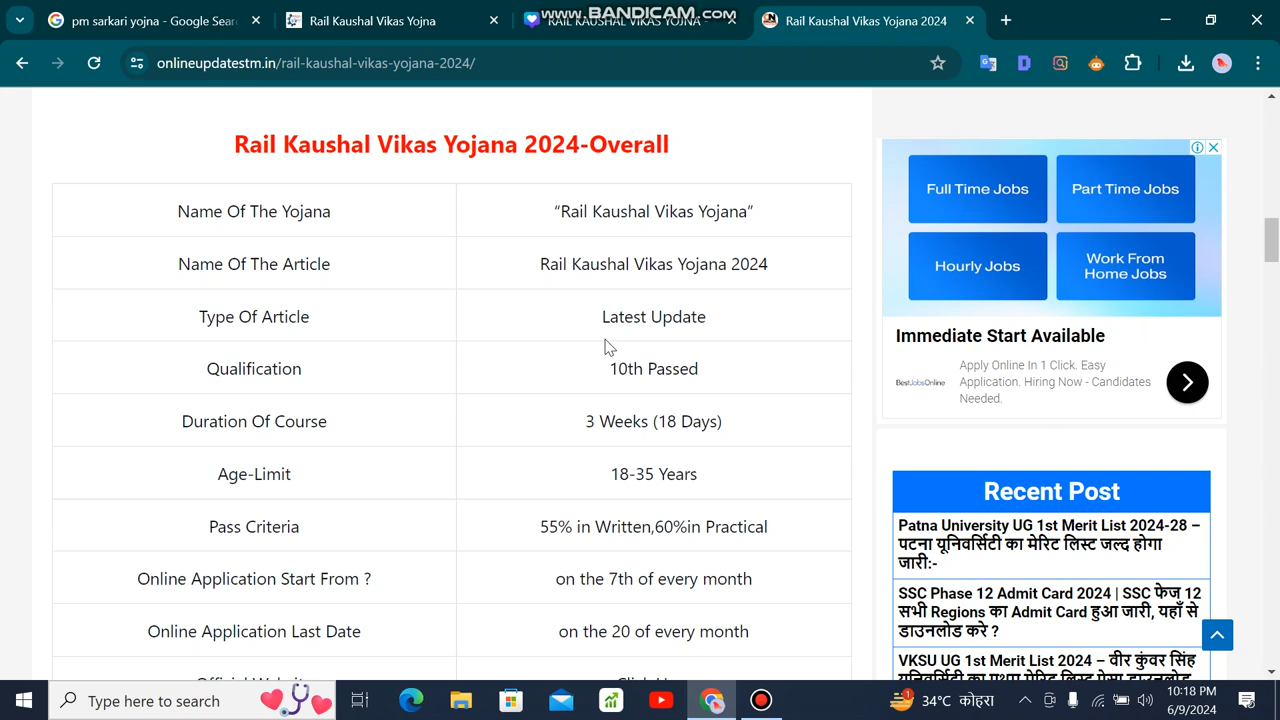 pm sarkari yojna - Google Sear
Rail Kaushal Vikas Yojna
RAIL KAUSHAL VIKAS YOJNA -
www.BANDICAM.com
Rail Kaushal Vikas Yojana 2024
onlineupdatestm.in/rail-kaushal-vikas-yojana-2024/
Rail Kaushal Vikas Yojana 2024-Overall
Name Of The Yojana
“Rail Kaushal Vikas Yojana”
Name Of The Article
Rail Kaushal Vikas Yojana 2024
Type Of Article
Latest Update
Qualification
10th Passed
Duration Of Course
3 Weeks (18 Days)
Age-Limit
18-35 Years
Pass Criteria
55% in Written,60%in Practical
Online Application Start From ?
on the 7th of every month
Online Application Last Date
on the 20 of every month
Full Time Jobs
Part Time Jobs
Hourly Jobs
Work From
Home Jobs
Immediate Start Available
BestJobsOnline
Apply Online In 1 Click. Easy
Application. Hiring Now - Candidates
Needed.
Recent Post
Patna University UG 1st Merit List 2024-28 –
पटना यूनिवर्सिटी का मेरिट लिस्ट जल्द होगा
जारी:-
SSC Phase 12 Admit Card 2024 | SSC फेज 12
सभी Regions का Admit Card हुआ जारी, यहाँ से
डाउनलोड करे ?
VKSU UG 1st Merit List 2024 – वीर कुंवर सिंह
Type here to search
1
34°C कोहरा
10:18 PM
6/9/2024